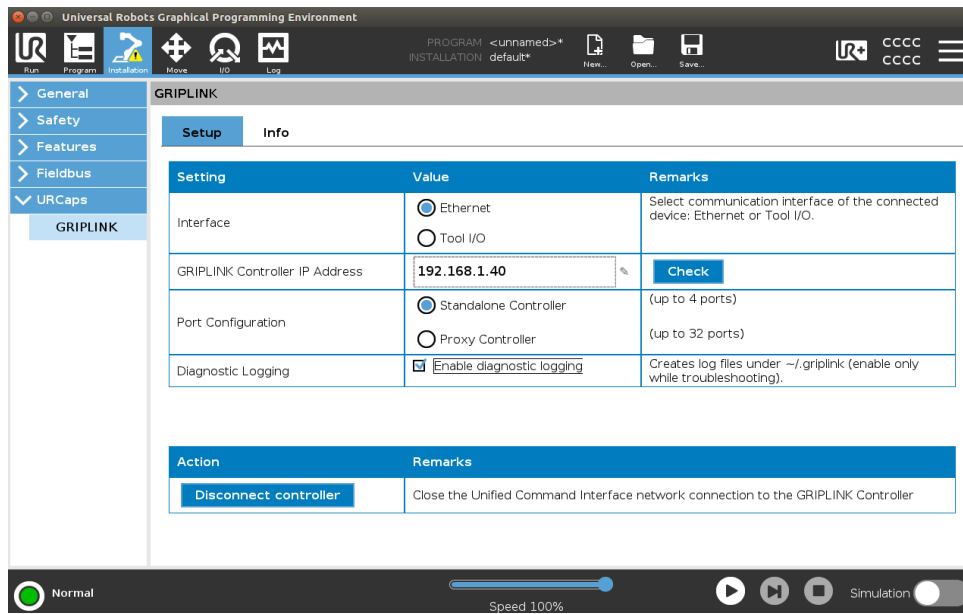 Universal Robots Graphical Programming Environment
UR
Run
Program
Installation
Move
I/O
Log
PROGRAM <unnamed>*
INSTALLATION default*
New...
Open...
Save...
UR+
CCCC
CCCC
General
Safety
Features
Fieldbus
URCaps
GRIPLINK
GRIPLINK
Setup Info
Setting Value Remarks
Interface
Ethernet
Tool I/O
Select communication interface of the connected
device: Ethernet or Tool I/O.
GRIPLINK Controller IP Address 192.168.1.40 Check
Port Configuration
Standalone Controller (up to 4 ports)
Proxy Controller (up to 32 ports)
Diagnostic Logging
Enable diagnostic logging
Creates log files under ~/.griplink (enable only
while troubleshooting).
Action Remarks
Disconnect controller Close the Unified Command Interface network connection to the GRIPLINK Controller
Normal
Speed 100%
Simulation